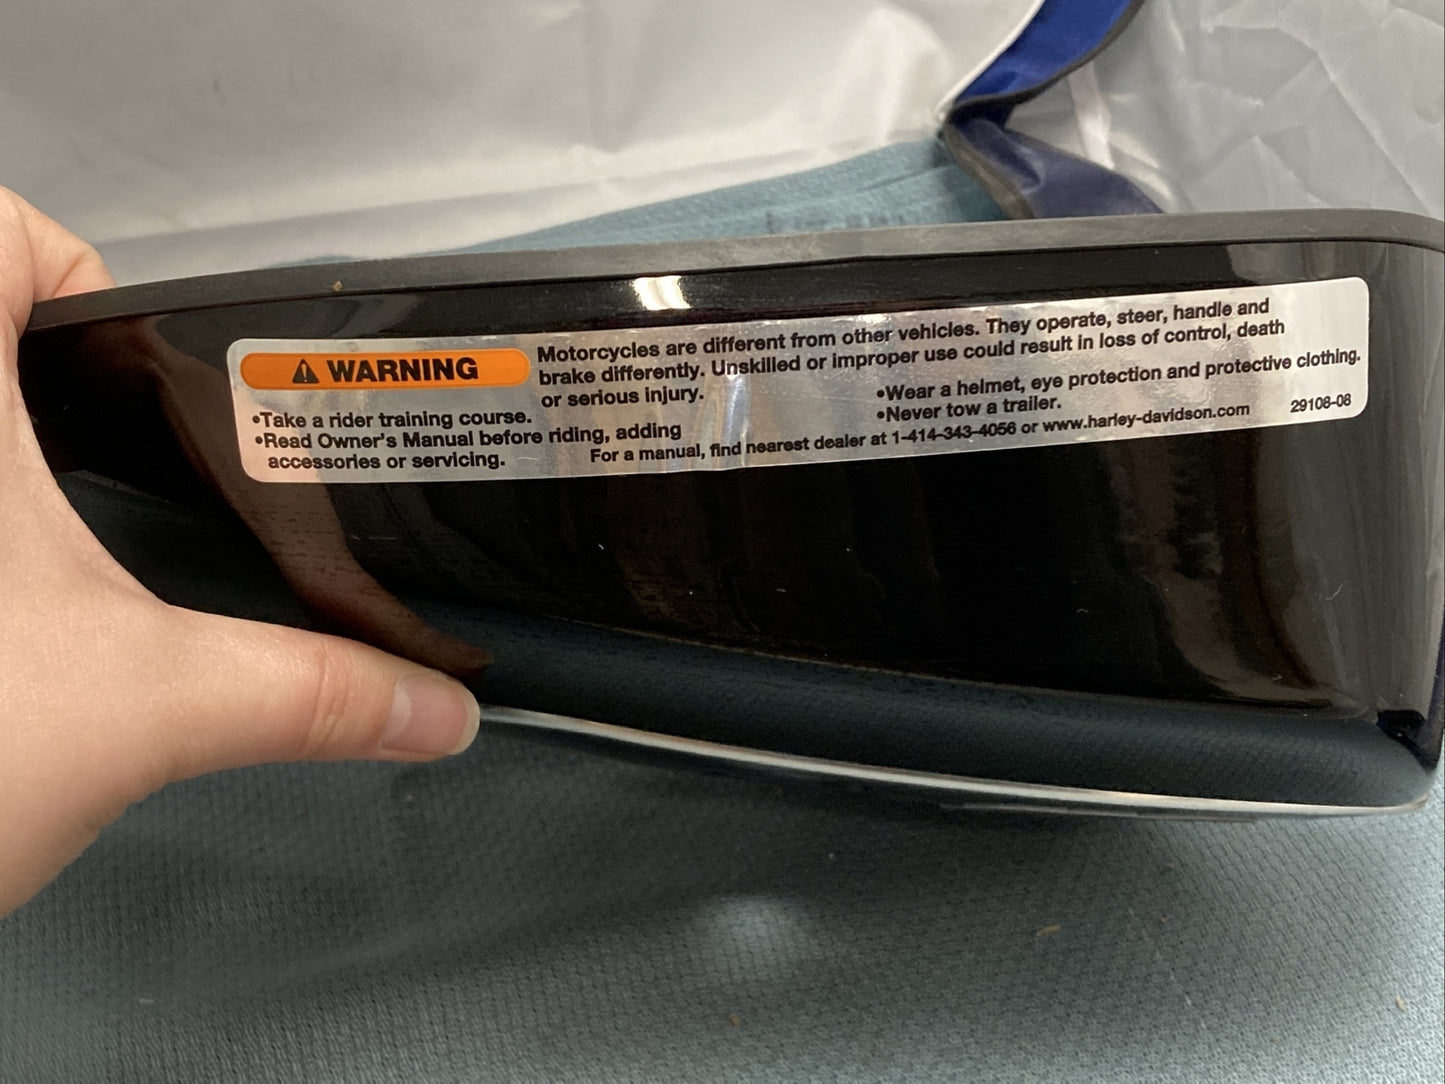 ⚠ WARNING
Motorcycles are different from other vehicles. They operate, steer, handle and
brake differently. Unskilled or improper use could result in loss of control, death
or serious injury.
•Take a rider training course.
•Read Owner's Manual before riding, adding
accessories or servicing.
•Wear a helmet, eye protection and protective clothing.
•Never tow a trailer.
For a manual, find nearest dealer at 1-414-343-4056 or www.harley-davidson.com
29108-08